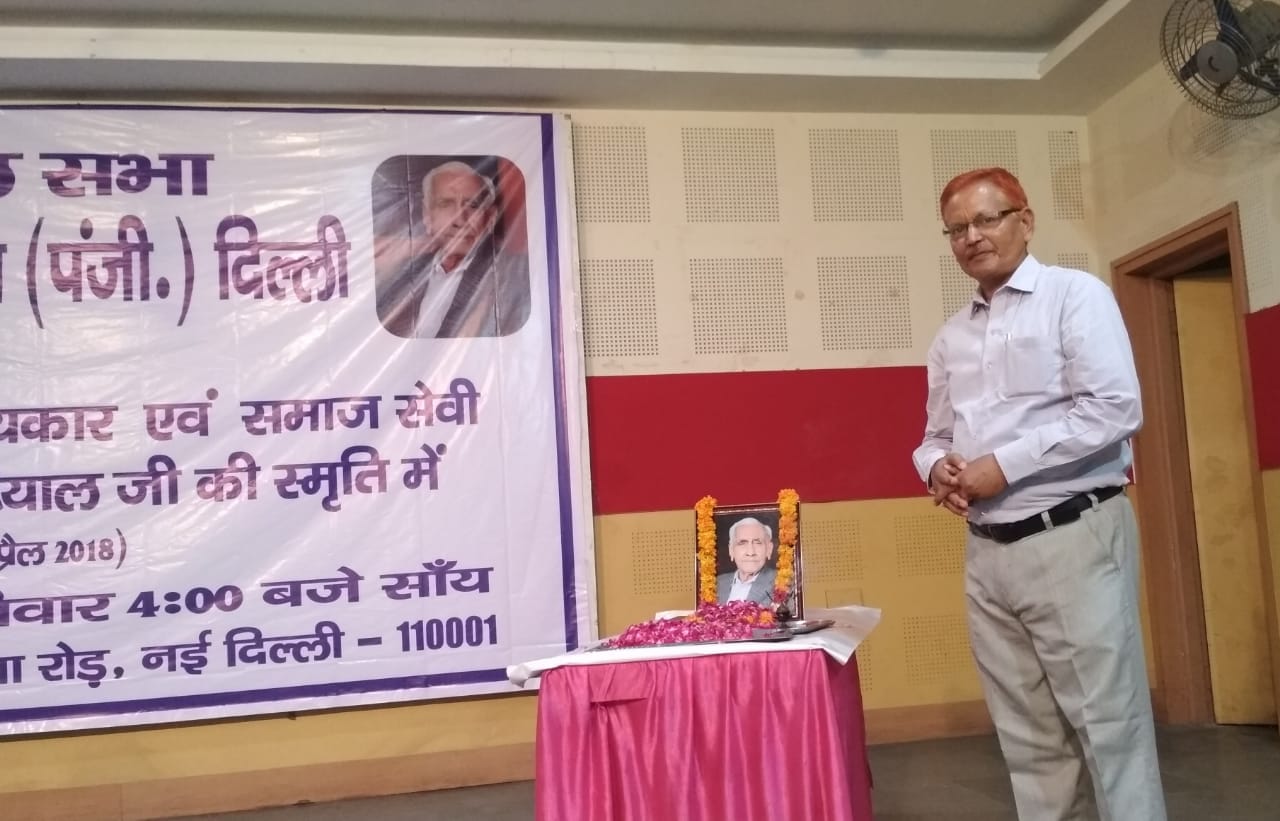 सभा
(पंजी.) दिल्ली
एवं समाज सेवी
जी की स्मृति में
2018)
4:00 बजे साँय
रोड़, नई दिल्ली - 110001